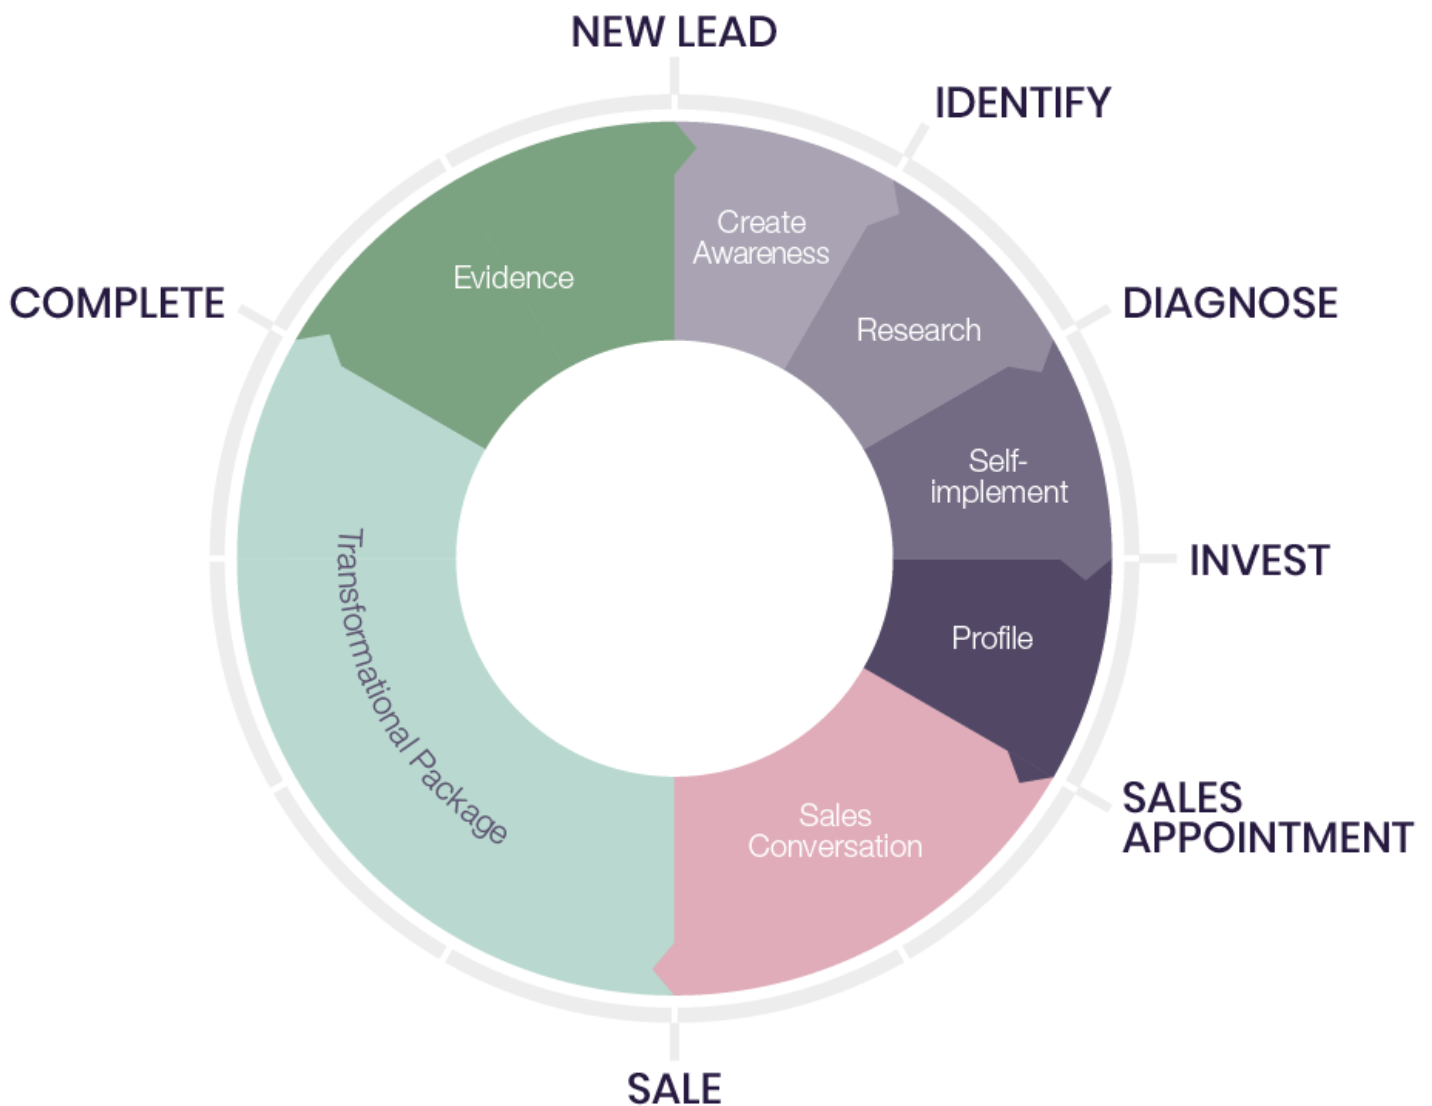 NEW LEAD
IDENTIFY
DIAGNOSE
INVEST
SALES
APPOINTMENT
SALE
COMPLETE
Create
Awareness
Research
Self-
implement
Profile
Sales
Conversation
Transformational Package
Evidence